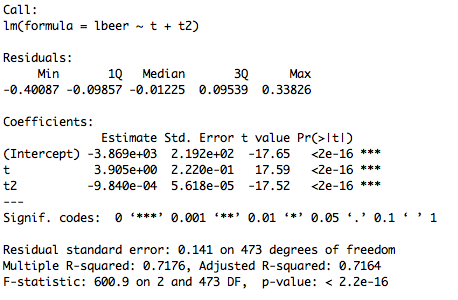 Call:
lm(formula = lbeer ~ t + t2)
Residuals:
Min 1Q Median 3Q Max
-0.40087 -0.09857 -0.01225 0.09539 0.33826
Coefficients:
Estimate Std. Error t value Pr(>|t|)
(Intercept) -3.869e+03 2.192e+02 -17.65 <2e-16 ***
t 3.905e+00 2.220e-01 17.59 <2e-16 ***
t2 -9.840e-04 5.618e-05 -17.52 <2e-16 ***
---
Signif. codes: 0 ‘***’ 0.001 ‘**’ 0.01 ‘*’ 0.05 ‘.’ 0.1 ‘ ’ 1
Residual standard error: 0.141 on 473 degrees of freedom
Multiple R-squared: 0.7176, Adjusted R-squared: 0.7164
F-statistic: 600.9 on 2 and 473 DF, p-value: < 2.2e-16